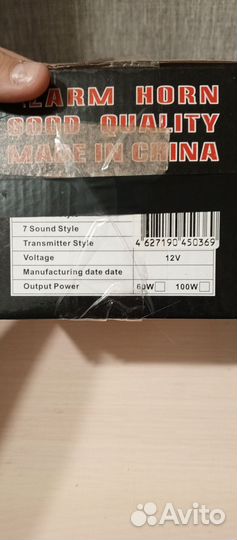 ALARM HORN
GOOD QUALITY
MADE IN CHINA
7 Sound Style
Transmitter Style
4 627190 450369
Voltage 12V
Manufacturing date date
Output Power 60W 100W
Avito